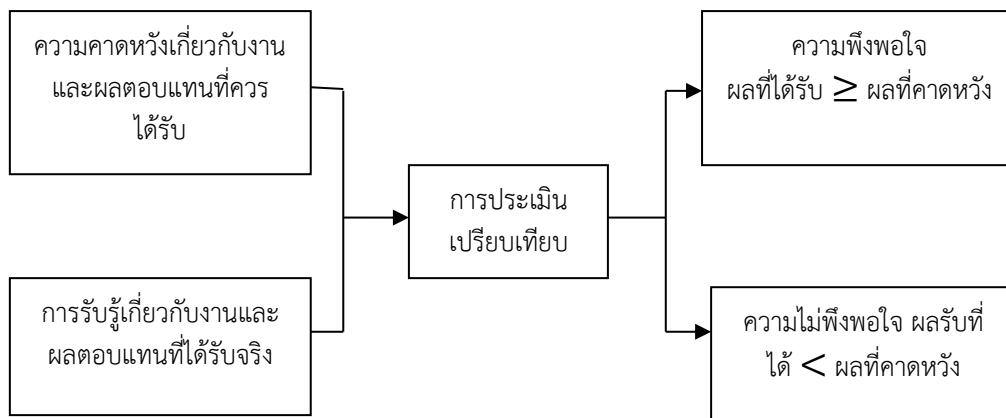 ความคาดหวังเกี่ยวกับงาน
และผลตอบแทนที่ควร
ได้รับ
การรับรู้เกี่ยวกับงานและ
ผลตอบแทนที่ได้รับจริง
การประเมิน
เปรียบเทียบ
ความพึงพอใจ
ผลที่ได้รับ ≥ ผลที่คาดหวัง
ความไม่พึงพอใจ ผลรับที่
ได้ < ผลที่คาดหวัง